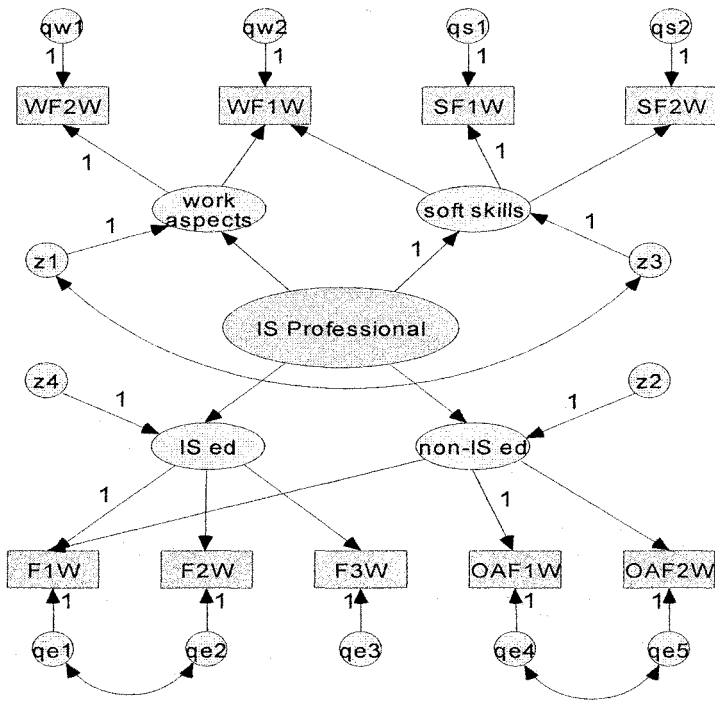 qw1 qw2 qs1 qs2
1 1 1 1
WF2W WF1W SF1W SF2W
1 1
work aspects soft skills
1 1 1
z1 z3
IS Professional
z4 z2
1 1
IS ed non-IS ed
1 1
F1W F2W F3W OAF1W OAF2W
1 1 1 1 1
qe1 qe2 qe3 qe4 qe5